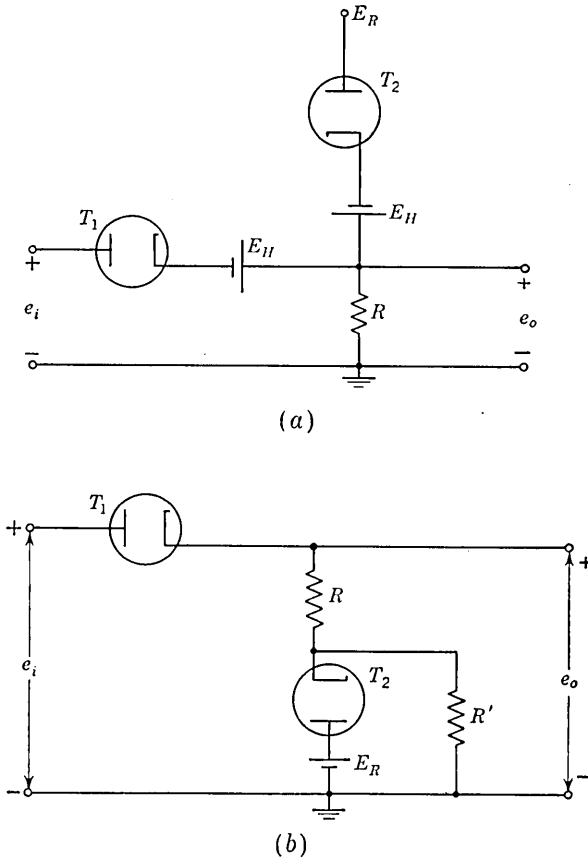 E_R
T_2
E_H
T_1
E_H
+
+
e_i
R
e_o
−
−
(a)
T_1
+
+
R
e_i
T_2
e_o
R'
E_R
−
−
(b)